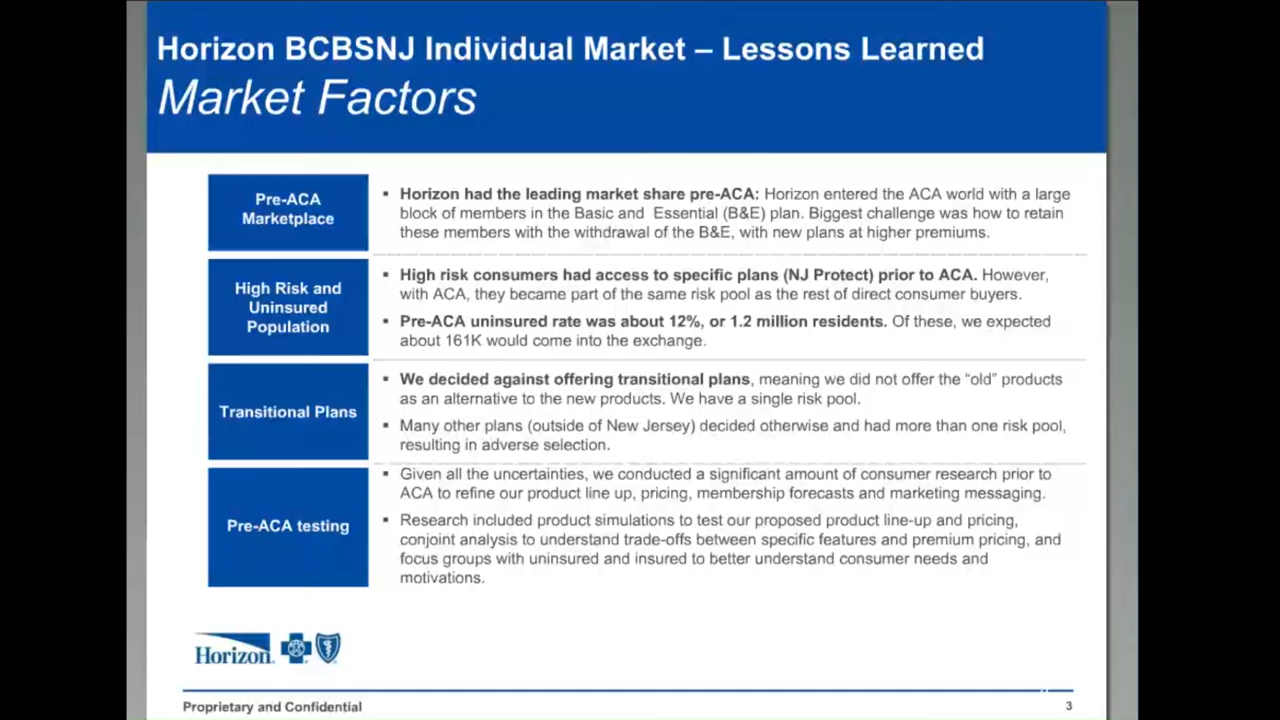 Horizon BCBSNJ Individual Market – Lessons Learned
Market Factors
Pre-ACA
Marketplace
▪ Horizon had the leading market share pre-ACA: Horizon entered the ACA world with a large
block of members in the Basic and Essential (B&E) plan. Biggest challenge was how to retain
these members with the withdrawal of the B&E, with new plans at higher premiums.
High Risk and
Uninsured
Population
▪ High risk consumers had access to specific plans (NJ Protect) prior to ACA. However,
with ACA, they became part of the same risk pool as the rest of direct consumer buyers.
▪ Pre-ACA uninsured rate was about 12%, or 1.2 million residents. Of these, we expected
about 161K would come into the exchange.
Transitional Plans
▪ We decided against offering transitional plans, meaning we did not offer the “old” products
as an alternative to the new products. We have a single risk pool.
▪ Many other plans (outside of New Jersey) decided otherwise and had more than one risk pool,
resulting in adverse selection.
Pre-ACA testing
▪ Given all the uncertainties, we conducted a significant amount of consumer research prior to
ACA to refine our product line up, pricing, membership forecasts and marketing messaging.
▪ Research included product simulations to test our proposed product line-up and pricing,
conjoint analysis to understand trade-offs between specific features and premium pricing, and
focus groups with uninsured and insured to better understand consumer needs and
motivations.
Horizon
Proprietary and Confidential
3